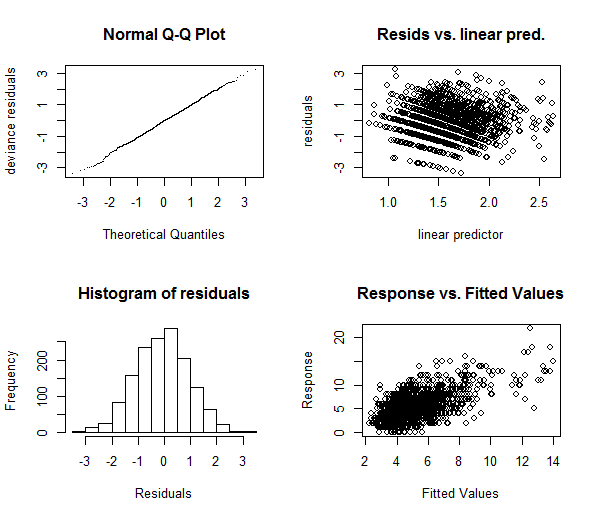 Normal Q-Q Plot
deviance residuals
3
1
-1
-3
-3 -2 -1 0 1 2 3
Theoretical Quantiles
Resids vs. linear pred.
residuals
3
1
-1
-3
1.0 1.5 2.0 2.5
linear predictor
Histogram of residuals
Frequency
200
100
0
-3 -2 -1 0 1 2 3
Residuals
Response vs. Fitted Values
Response
20
10
5
0
2 4 6 8 10 12 14
Fitted Values